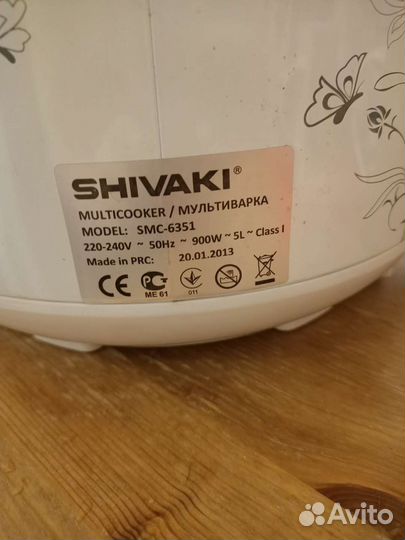 SHIVAKI®
MULTICOOKER / МУЛЬТИВАРКА
MODEL: SMC-6351
220-240V ~ 50Hz ~ 900W ~ 5L ~ Class I
Made in PRC: 20.01.2013
CE
ME 61
011
Avito